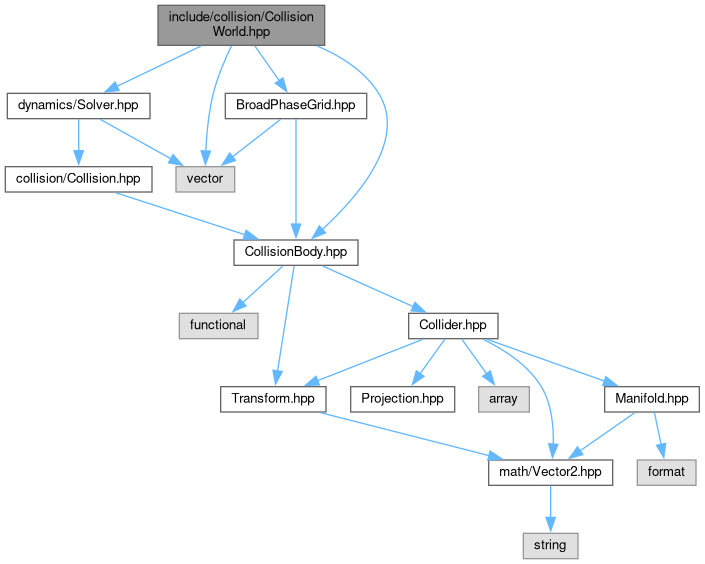 include/collision/Collision
World.hpp
dynamics/Solver.hpp
BroadPhaseGrid.hpp
collision/Collision.hpp
vector
CollisionBody.hpp
functional
Collider.hpp
Transform.hpp
Projection.hpp
array
Manifold.hpp
math/Vector2.hpp
format
string